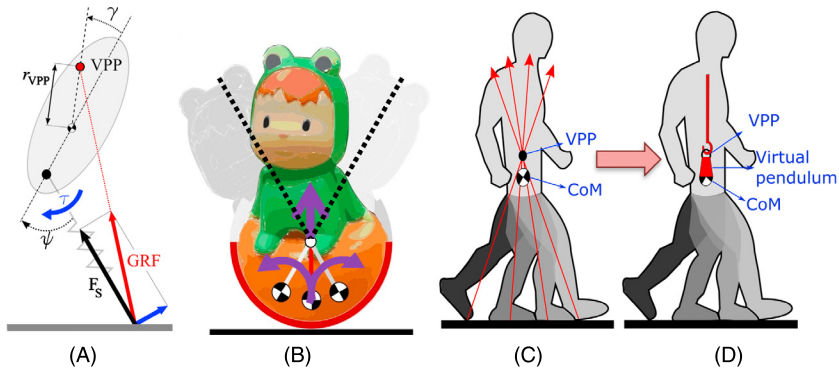 γ
VPP
r_VPP
τ
ψ
GRF
F_S
VPP
CoM
VPP
Virtual
pendulum
CoM
(A)
(B)
(C)
(D)